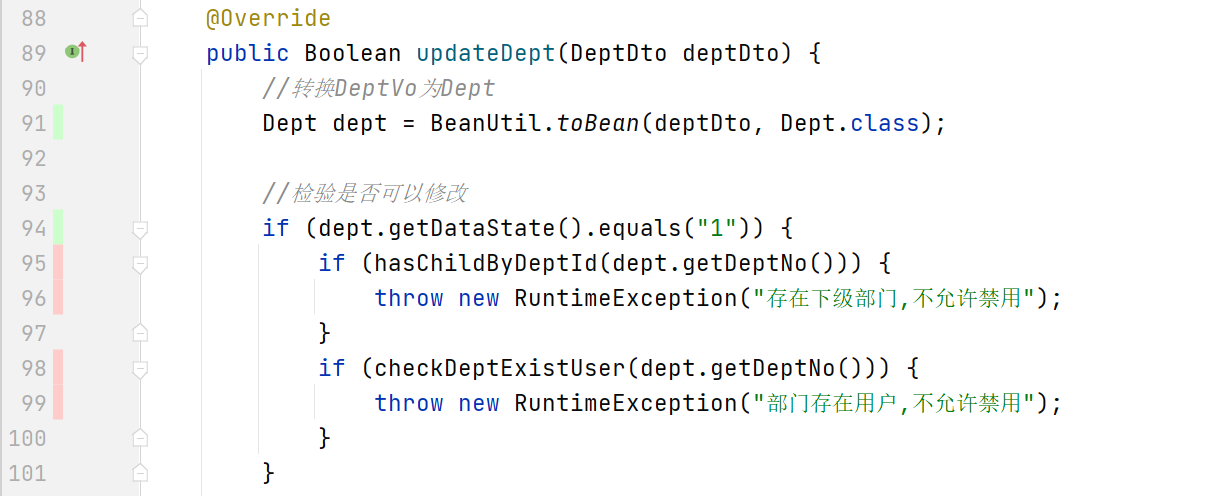 88 @Override
89 public Boolean updateDept(DeptDto deptDto) {
90 //转换DeptVo为Dept
91 Dept dept = BeanUtil.toBean(deptDto, Dept.class);
92
93 //检验是否可以修改
94 if (dept.getDataState().equals("1")) {
95 if (hasChildByDeptId(dept.getDeptNo())) {
96 throw new RuntimeException("存在下级部门,不允许禁用");
97 }
98 if (checkDeptExistUser(dept.getDeptNo())) {
99 throw new RuntimeException("部门存在用户,不允许禁用");
100 }
101 }